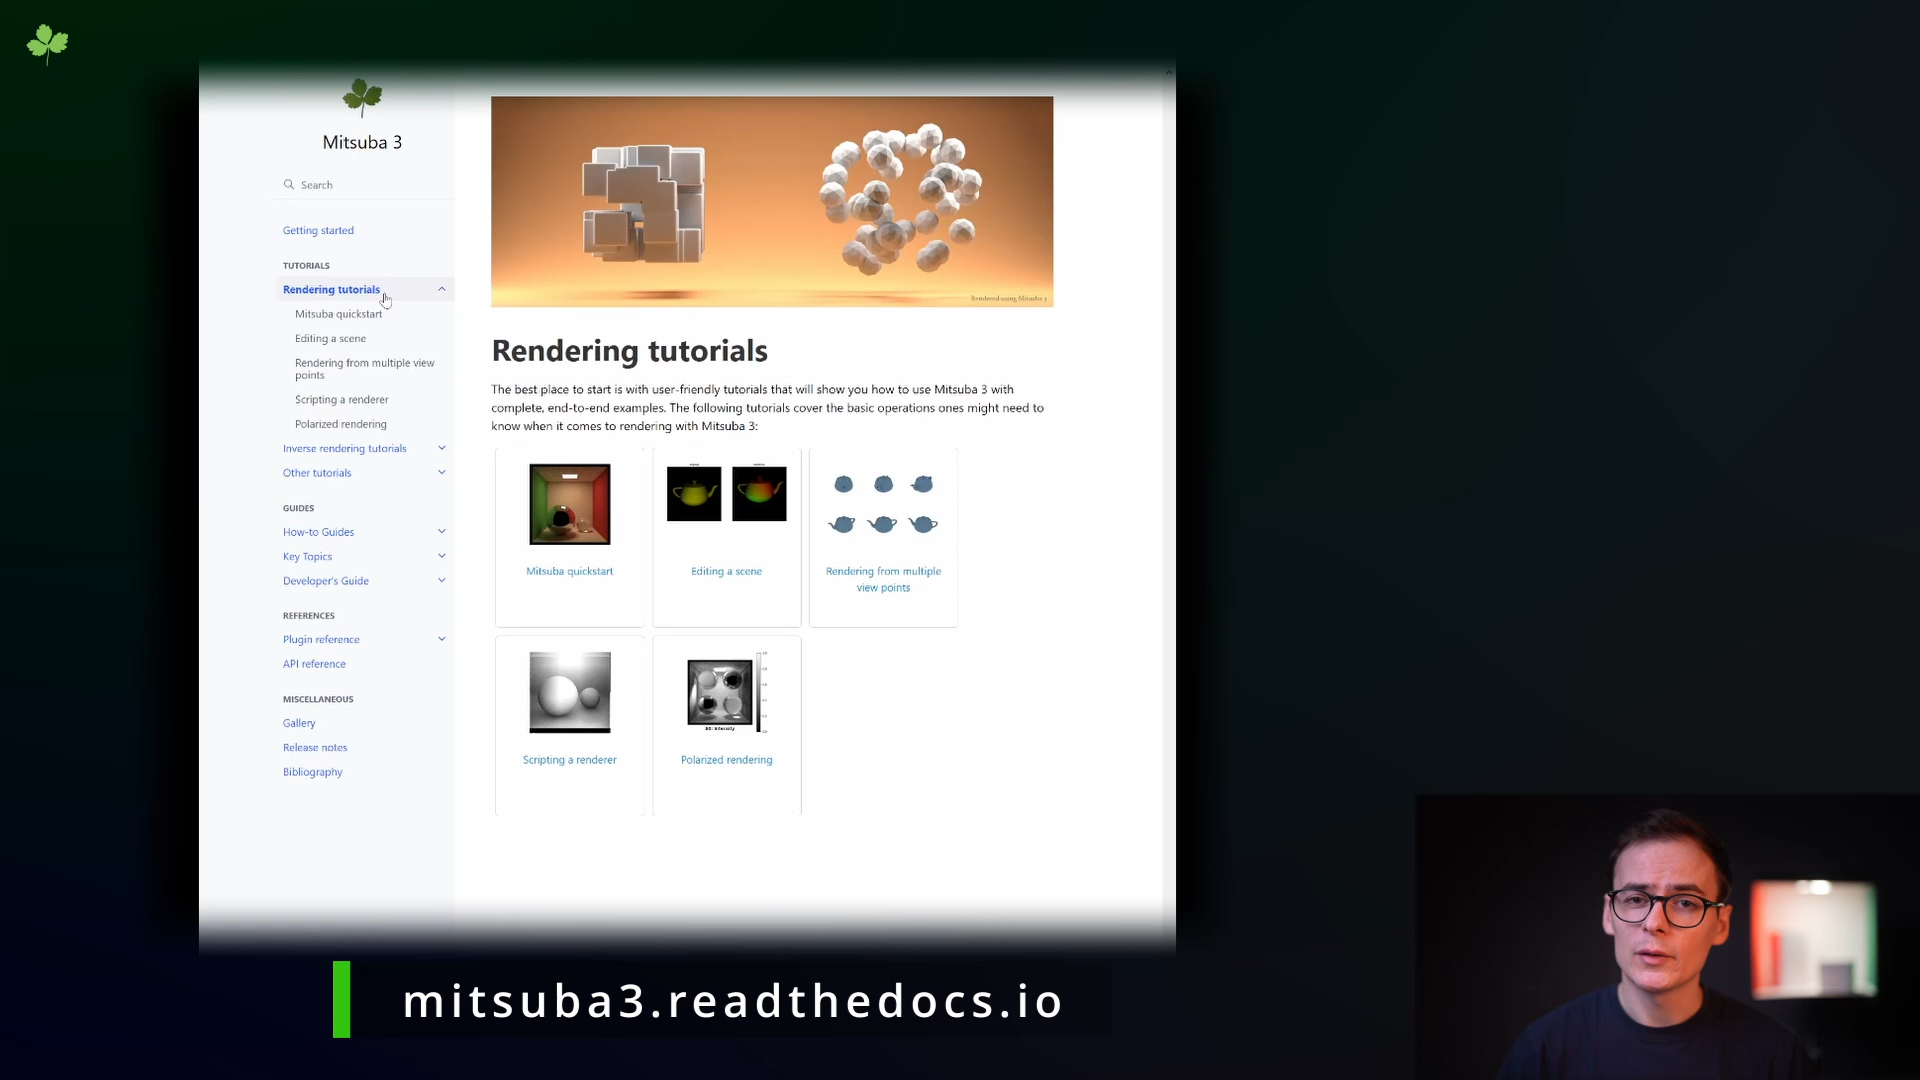 Mitsuba 3
Search
Getting started
TUTORIALS
Rendering tutorials
Mitsuba quickstart
Editing a scene
Rendering from multiple view
points
Scripting a renderer
Polarized rendering
Inverse rendering tutorials
Other tutorials
GUIDES
How-to Guides
Key Topics
Developer's Guide
REFERENCES
Plugin reference
API reference
MISCELLANEOUS
Gallery
Release notes
Bibliography
Rendered using Mitsuba 3
Rendering tutorials
The best place to start is with user-friendly tutorials that will show you how to use Mitsuba 3 with
complete, end-to-end examples. The following tutorials cover the basic operations ones might need to
know when it comes to rendering with Mitsuba 3:
Mitsuba quickstart
Editing a scene
Rendering from multiple
view points
Scripting a renderer
Polarized rendering
mitsuba3.readthedocs.io